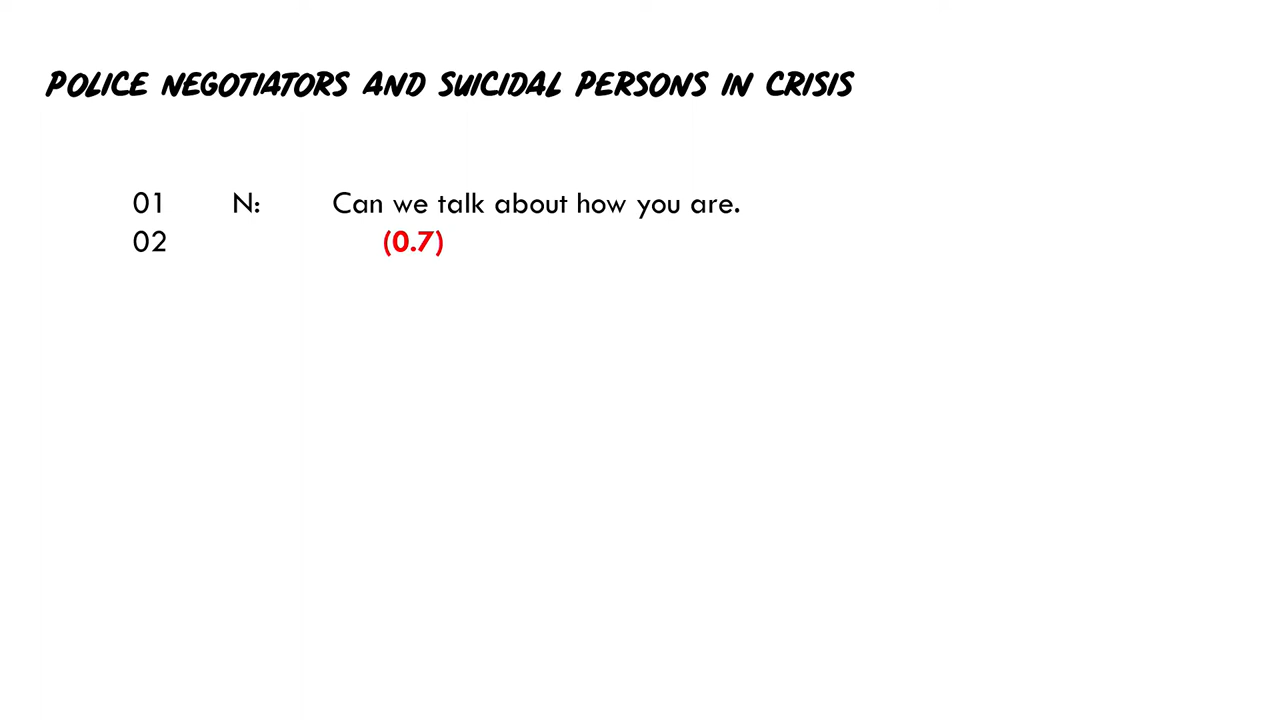 POLICE NEGOTIATORS AND SUICIDAL PERSONS IN CRISIS
01 N: Can we talk about how you are.
02 (0.7)